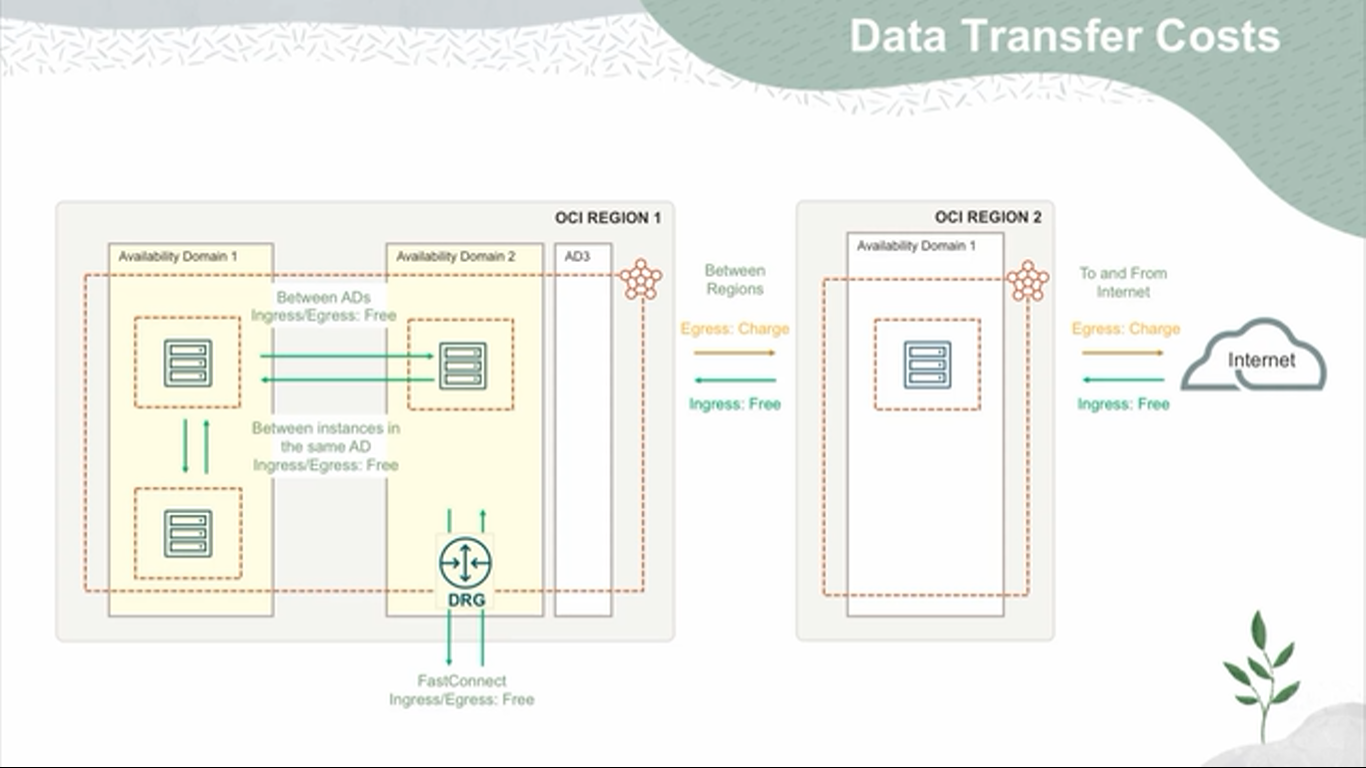 Data Transfer Costs
OCI REGION 1
Availability Domain 1
Availability Domain 2
AD3
Between ADs
Ingress/Egress: Free
Between instances in
the same AD
Ingress/Egress: Free
DRG
FastConnect
Ingress/Egress: Free
Between
Regions
Egress: Charge
Ingress: Free
OCI REGION 2
Availability Domain 1
To and From
Internet
Egress: Charge
Ingress: Free
Internet